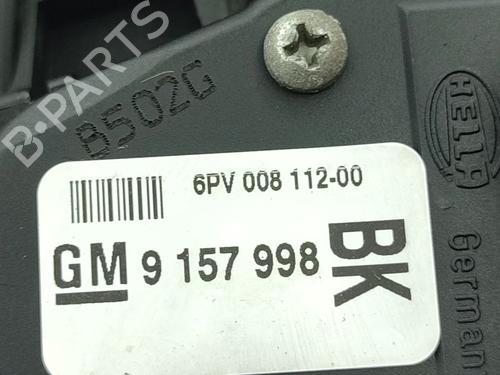 B-PARTS
B502G
HELLA
German
6PV 008 112-00
GM 9 157 998 BK